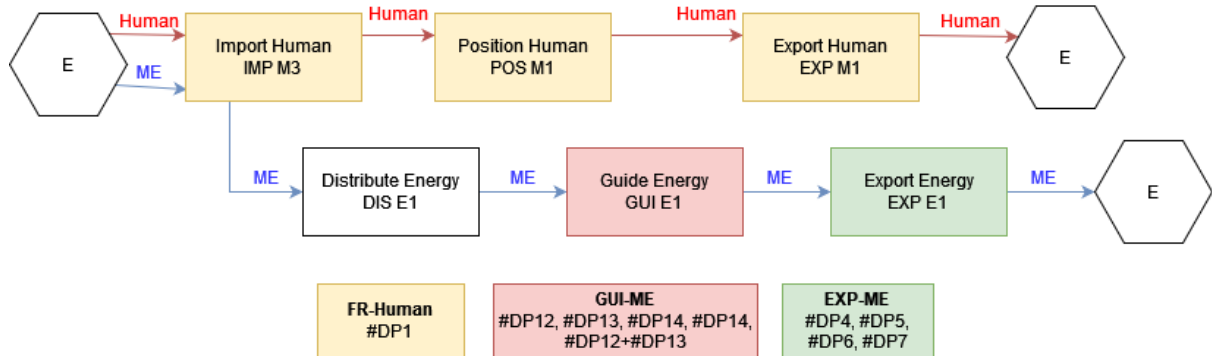 Human
Human
Human
E
Import Human
IMP M3
Position Human
POS M1
Export Human
EXP M1
E
ME
ME
Distribute Energy
DIS E1
ME
Guide Energy
GUI E1
ME
Export Energy
EXP E1
ME
E
FR-Human
#DP1
GUI-ME
#DP12, #DP13, #DP14, #DP14,
#DP12+#DP13
EXP-ME
#DP4, #DP5,
#DP6, #DP7